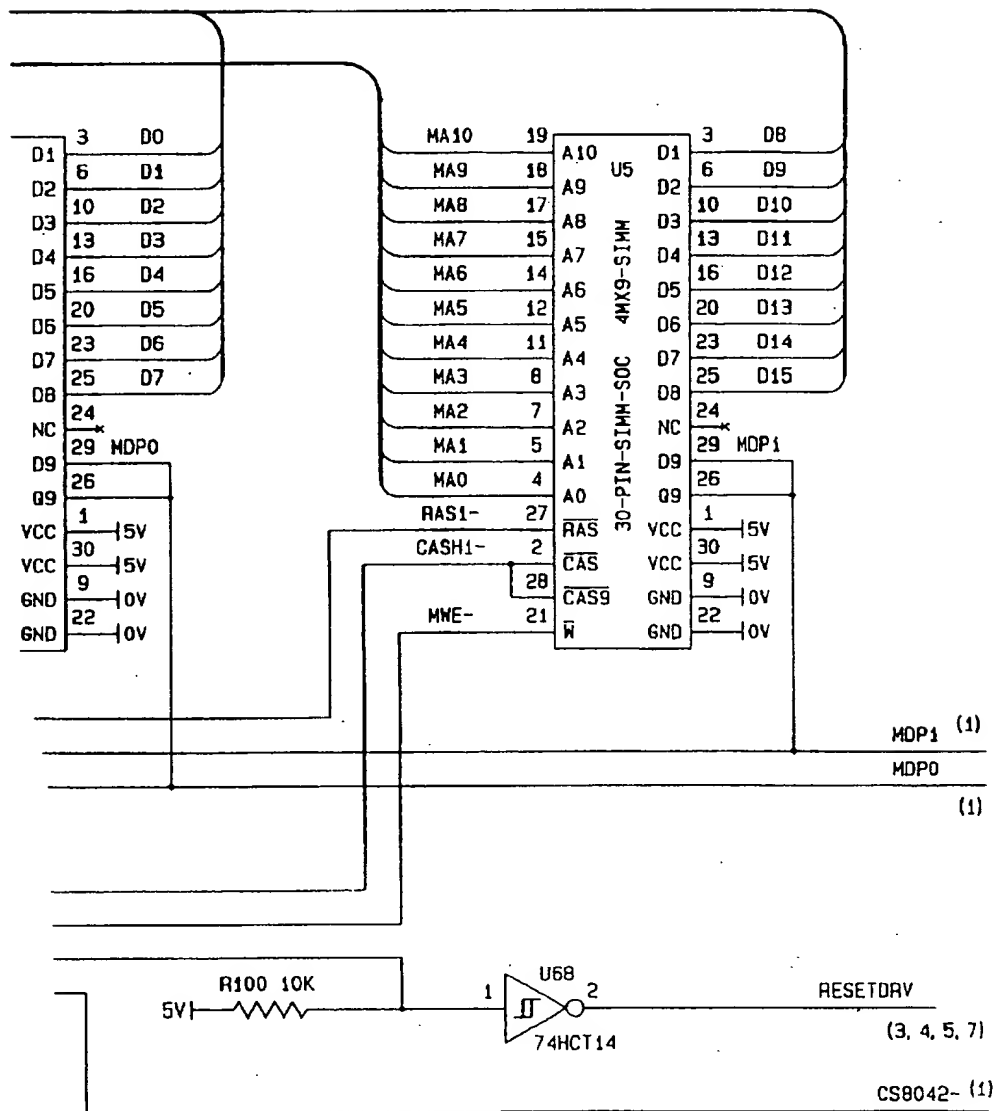 D1 3 D0
D2 6 D1
D3 10 D2
D4 13 D3
D5 16 D4
D6 20 D5
D7 23 D6
D8 25 D7
NC 24
D9 29 MDP0
Q9 26
VCC 1 5V
VCC 30 5V
GND 9 0V
GND 22 0V
MA10 19 A10
MA9 18 A9
MA8 17 A8
MA7 15 A7
MA6 14 A6
MA5 12 A5
MA4 11 A4
MA3 8 A3
MA2 7 A2
MA1 5 A1
MA0 4 A0
RAS1- 27 RAS
CASH1- 2 CAS
28 CAS9
MWE- 21 W
U5
4MX9-SIMM
30-PIN-SIMM-SOC
D1 3 D8
D2 6 D9
D3 10 D10
D4 13 D11
D5 16 D12
D6 20 D13
D7 23 D14
D8 25 D15
NC 24
D9 29 MDP1
Q9 26
VCC 1 5V
VCC 30 5V
GND 9 0V
GND 22 0V
MDP1 (1)
MDP0
(1)
R100 10K
5V
1 U68 2
74HCT14
RESETDRV
(3, 4, 5, 7)
CS8042- (1)